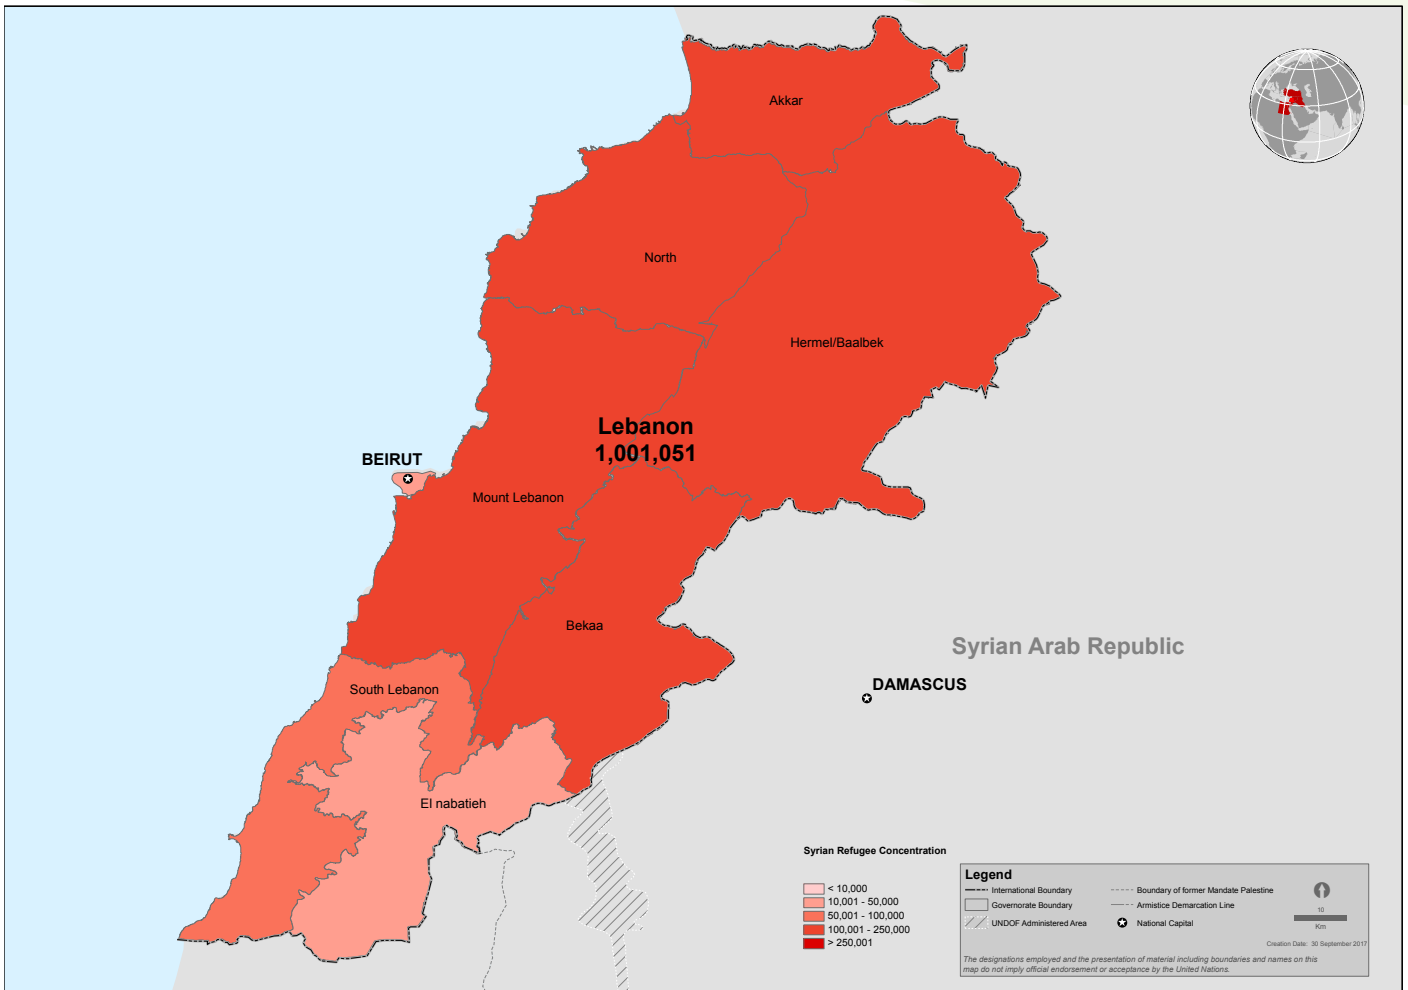 Akkar
North
Hermel/Baalbek
Lebanon
1,001,051
BEIRUT
Mount Lebanon
Bekaa
Syrian Arab Republic
DAMASCUS
South Lebanon
El nabatieh
Syrian Refugee Concentration
< 10,000
10,001 - 50,000
50,001 - 100,000
100,001 - 250,000
> 250,001
Legend
International Boundary
Governorate Boundary
UNDOF Administered Area
Boundary of former Mandate Palestine
Armistice Demarcation Line
National Capital
10
Km
Creation Date: 30 September 2017
The designations employed and the presentation of material including boundaries and names on this
map do not imply official endorsement or acceptance by the United Nations.